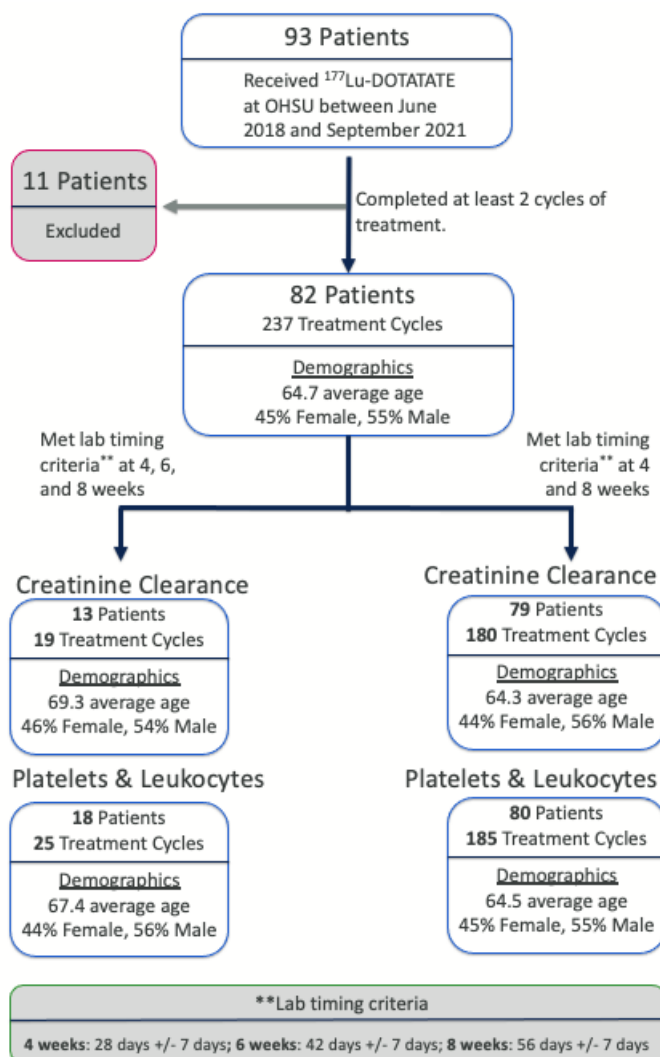 93 Patients
Received ¹⁷⁷Lu-DOTATATE
at OHSU between June
2018 and September 2021
11 Patients
Excluded
Completed at least 2 cycles of
treatment.
82 Patients
237 Treatment Cycles
Demographics
64.7 average age
45% Female, 55% Male
Met lab timing
criteria** at 4, 6,
and 8 weeks
Met lab timing
criteria** at 4
and 8 weeks
Creatinine Clearance
13 Patients
19 Treatment Cycles
Demographics
69.3 average age
46% Female, 54% Male
Platelets & Leukocytes
18 Patients
25 Treatment Cycles
Demographics
67.4 average age
44% Female, 56% Male
Creatinine Clearance
79 Patients
180 Treatment Cycles
Demographics
64.3 average age
44% Female, 56% Male
Platelets & Leukocytes
80 Patients
185 Treatment Cycles
Demographics
64.5 average age
45% Female, 55% Male
**Lab timing criteria
4 weeks: 28 days +/- 7 days; 6 weeks: 42 days +/- 7 days; 8 weeks: 56 days +/- 7 days